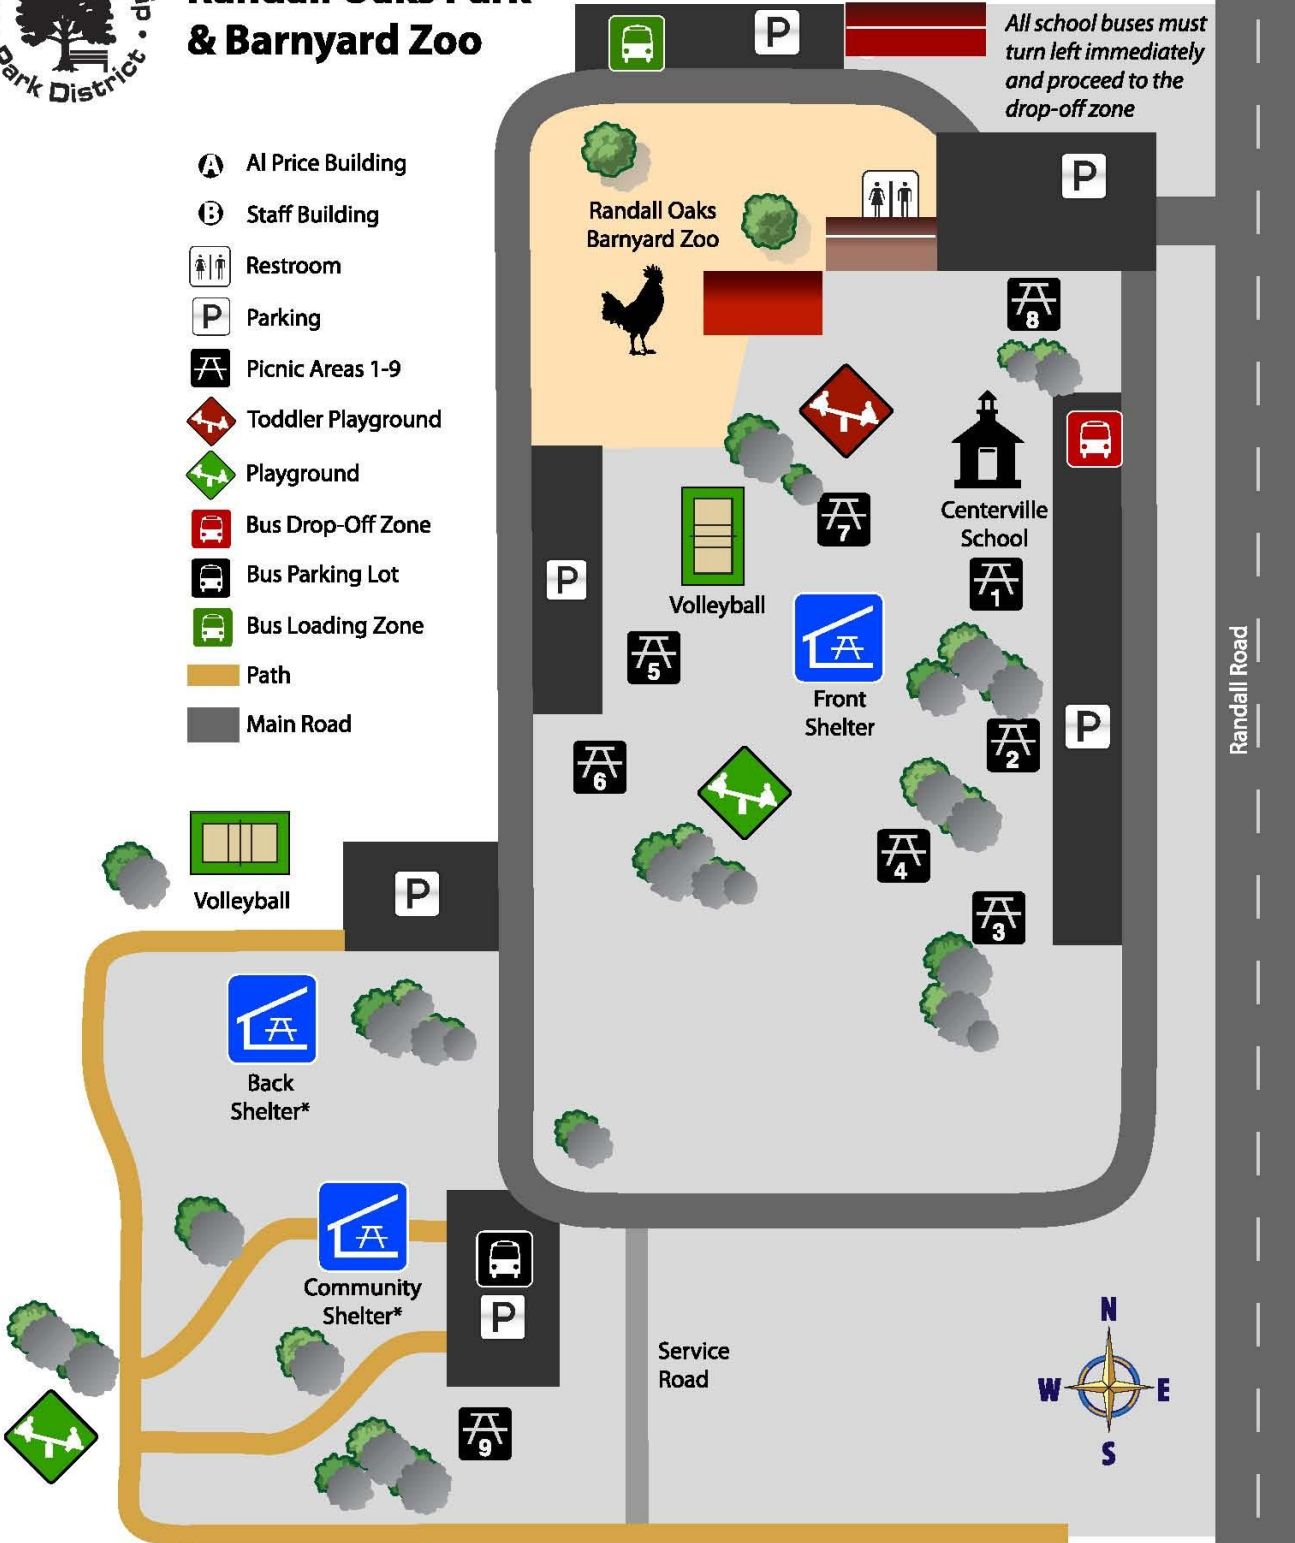 Randall Oaks Park
& Barnyard Zoo
Park District •
All school buses must
turn left immediately
and proceed to the
drop-off zone
P
P
A Al Price Building
B Staff Building
Restroom
P Parking
Picnic Areas 1-9
Toddler Playground
Playground
Bus Drop-Off Zone
Bus Parking Lot
Bus Loading Zone
Path
Main Road
Randall Oaks
Barnyard Zoo
8
7
Centerville
School
1
P
Volleyball
5
Front
Shelter
2
P
Randall Road
6
4
3
Volleyball
P
Back
Shelter*
Community
Shelter*
P
9
Service
Road
N
W
E
S